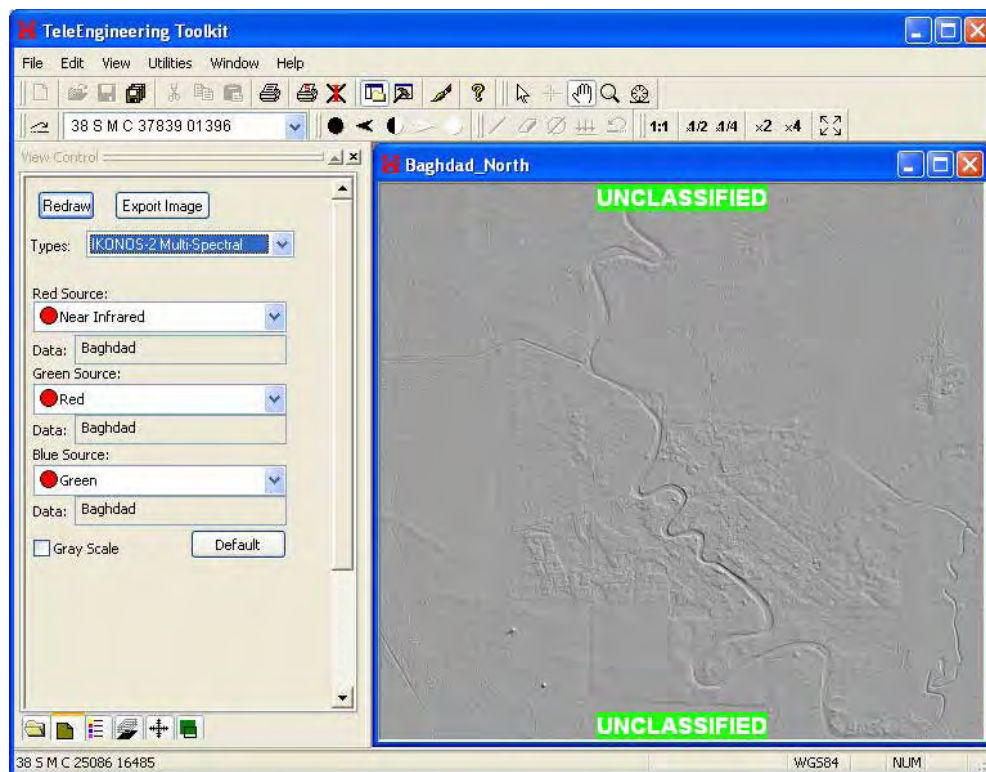 TeleEngineering Toolkit
File Edit View Utilities Window Help
38 S M C 37839 01396
1:1 1/2 1/4 x2 x4
View Control
Baghdad_North
UNCLASSIFIED
Redraw Export Image
Types: IKONOS-2 Multi-Spectral
Red Source:
Near Infrared
Data: Baghdad
Green Source:
Red
Data: Baghdad
Blue Source:
Green
Data: Baghdad
Gray Scale Default
UNCLASSIFIED
38 S M C 25086 16485 WGS84 NUM